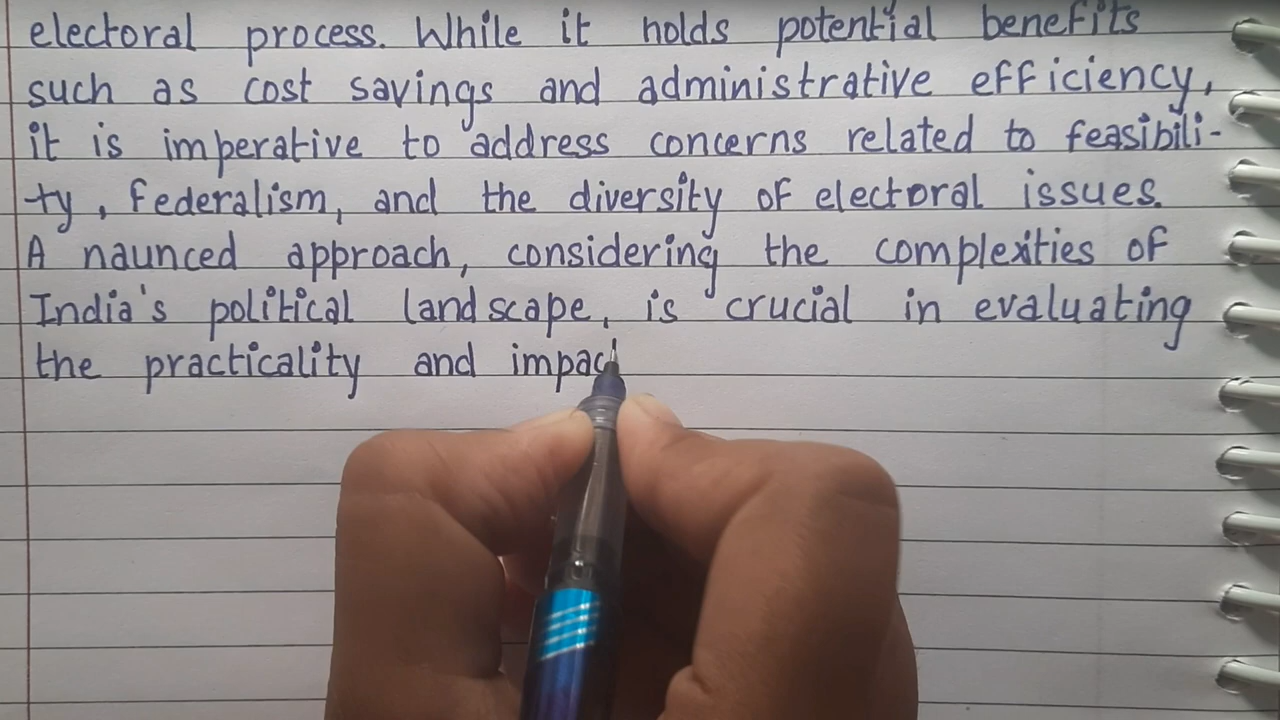 electoral process. While it holds potential benefits
such as cost savings and administrative efficiency,
it is imperative to address concerns related to feasibili-
ty, federalism, and the diversity of electoral issues.
A naunced approach, considering the complexities of
India's political landscape, is crucial in evaluating
the practicality and impact